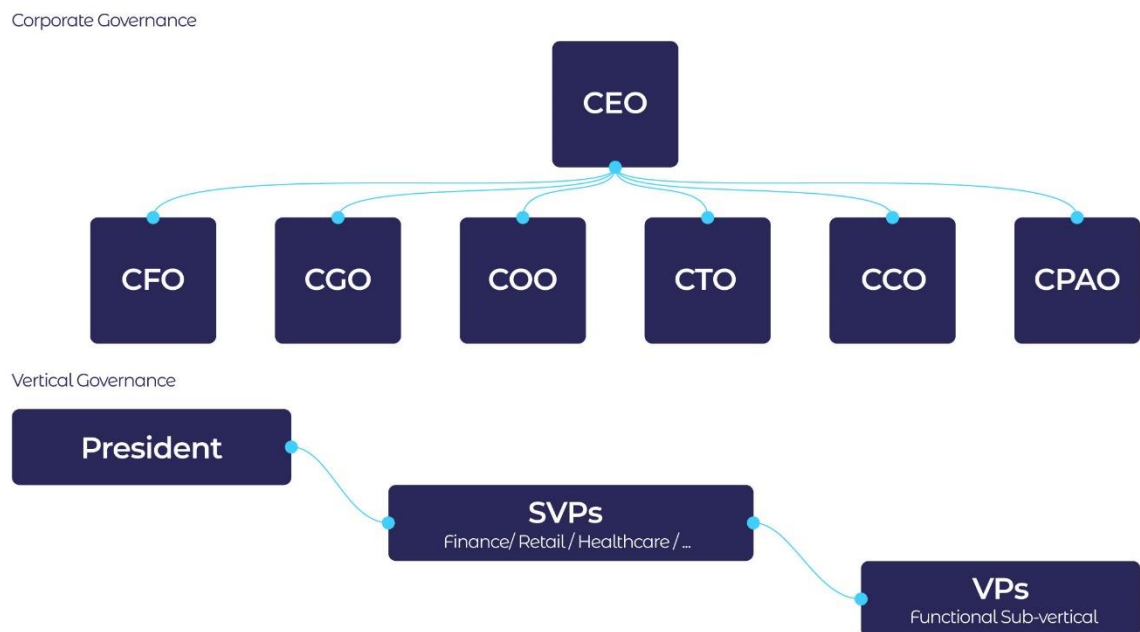 Corporate Governance
CEO
CFO
CGO
COO
CTO
CCO
CPAO
Vertical Governance
President
SVPs
Finance/ Retail / Healthcare / ...
VPs
Functional Sub-vertical